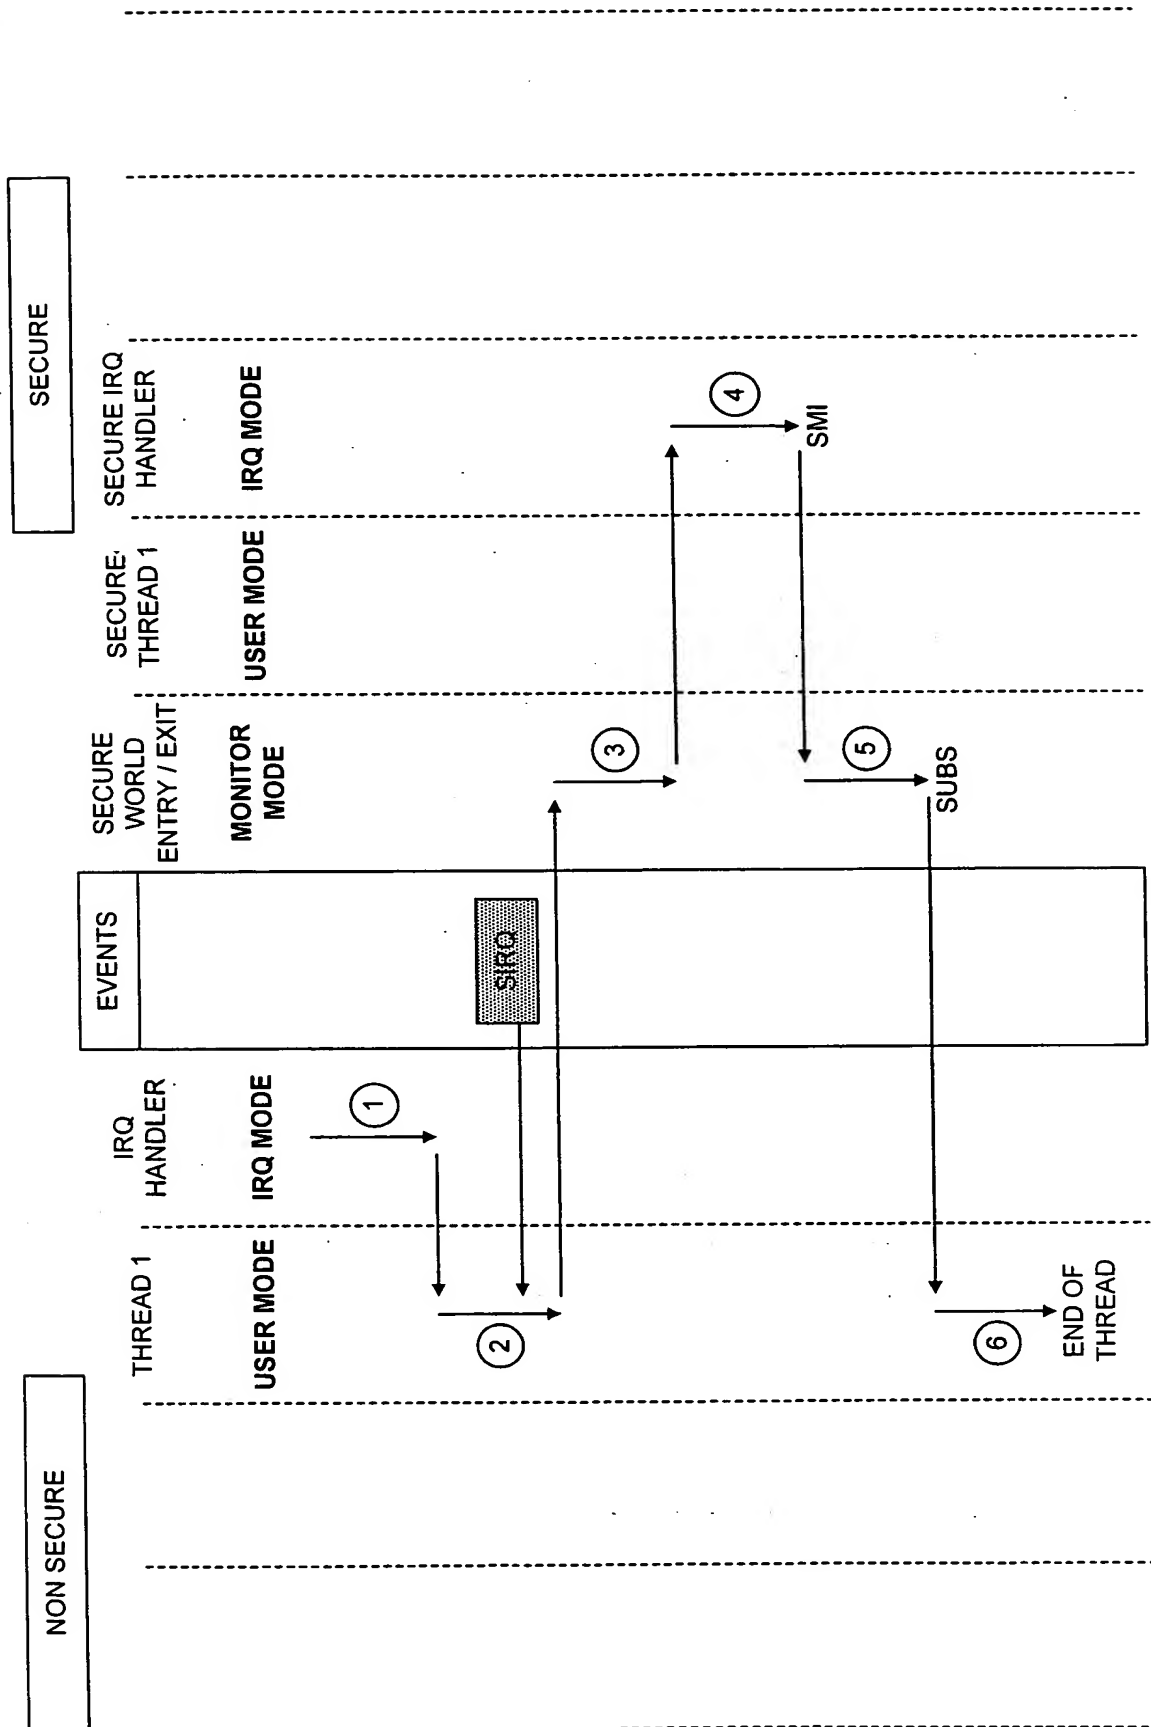 NON SECURE
SECURE
EVENTS
THREAD 1
USER MODE
IRQ
HANDLER
IRQ MODE
SECURE
WORLD
ENTRY / EXIT
MONITOR
MODE
SECURE
THREAD 1
USER MODE
SECURE IRQ
HANDLER
IRQ MODE
1
2
SIRQ
3
4
SMI
5
SUBS
6
END OF
THREAD